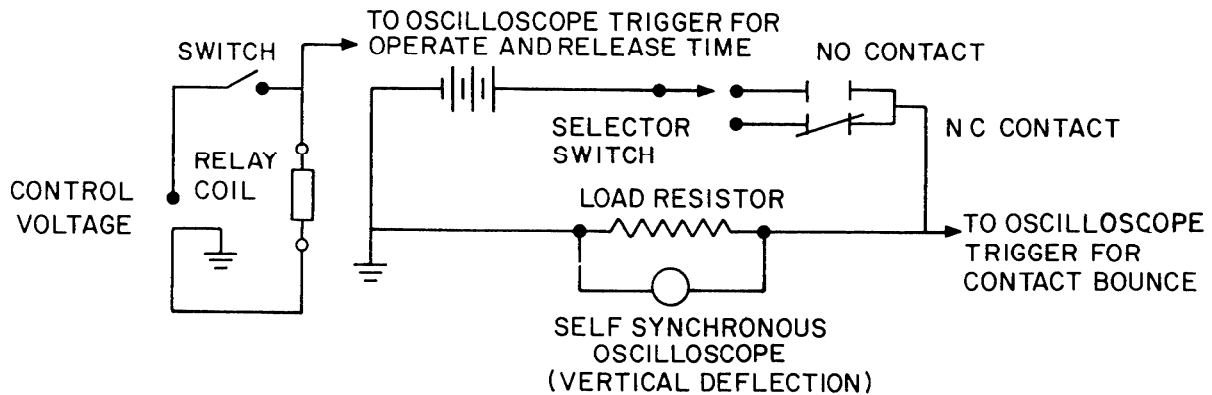 TO OSCILLOSCOPE TRIGGER FOR
OPERATE AND RELEASE TIME
SWITCH
NO CONTACT
SELECTOR
SWITCH
N C CONTACT
RELAY
COIL
CONTROL
VOLTAGE
LOAD RESISTOR
TO OSCILLOSCOPE
TRIGGER FOR
CONTACT BOUNCE
SELF SYNCHRONOUS
OSCILLOSCOPE
(VERTICAL DEFLECTION)